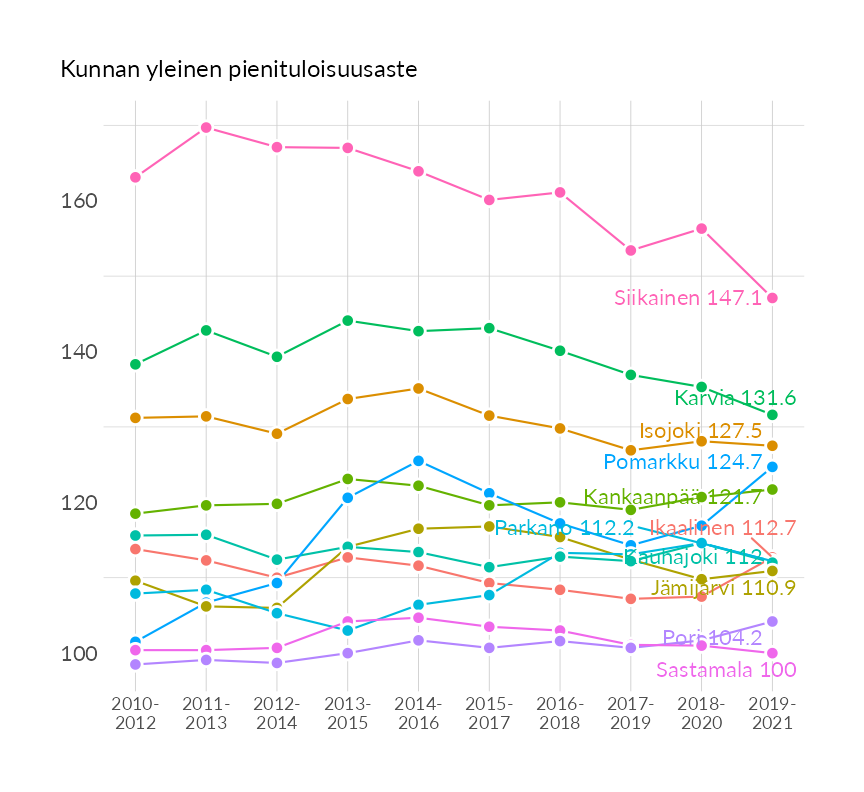 Kunnan yleinen pienituloisuusaste
160
140
120
100
Siikainen 147.1
Karvia 131.6
Isojoki 127.5
Pomarkku 124.7
Kankaanpää 121.7
Parkano 112.2
Ikaalinen 112.7
Kauhajoki 112
Jämijärvi 110.9
Pori 104.2
Sastamala 100
2010-
2012
2011-
2013
2012-
2014
2013-
2015
2014-
2016
2015-
2017
2016-
2018
2017-
2019
2018-
2020
2019-
2021